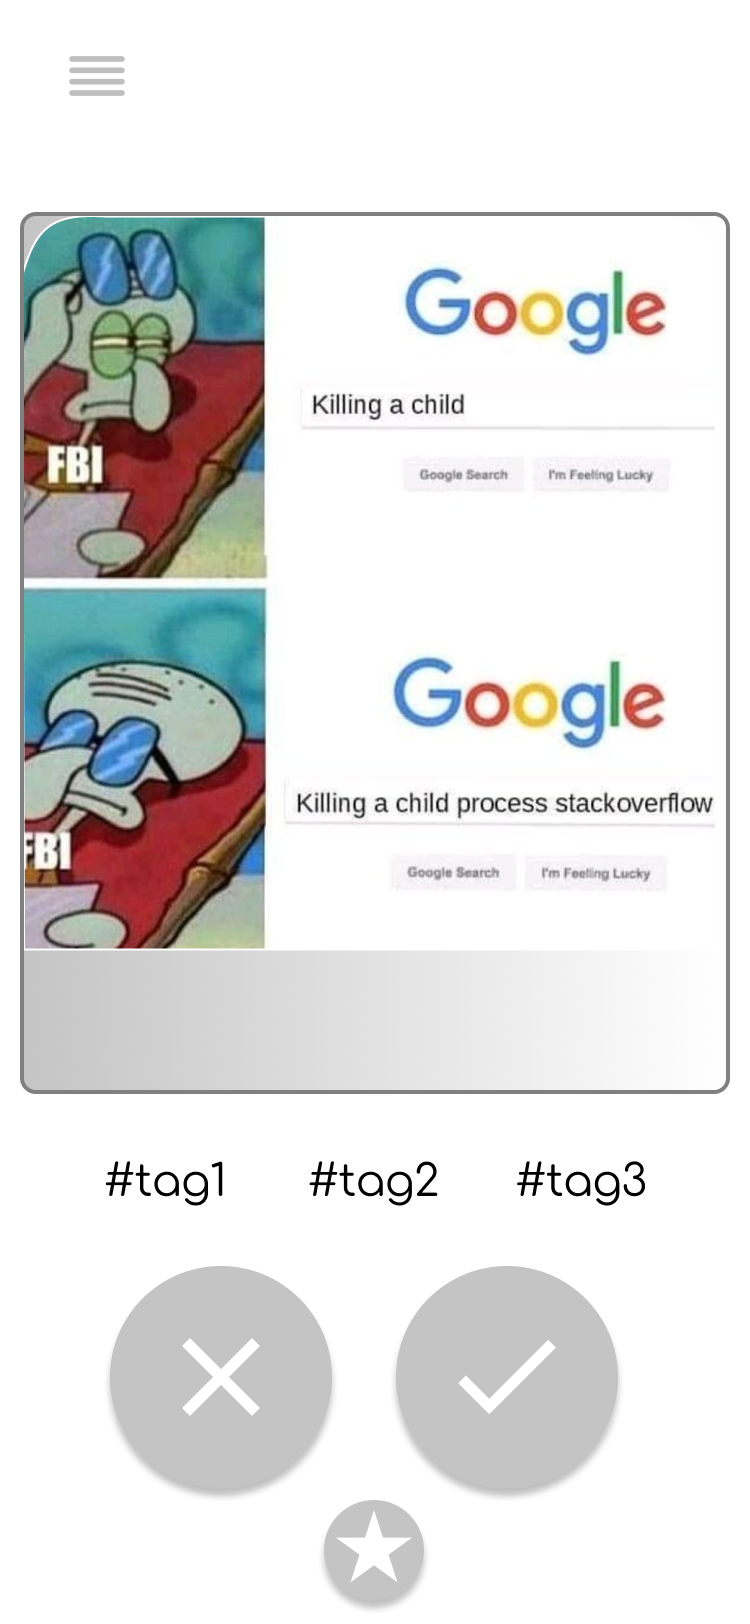 Google
Killing a child
FBI
Google Search I'm Feeling Lucky
Google
Killing a child process stackoverflow
FBI
Google Search I'm Feeling Lucky
#tag1 #tag2 #tag3